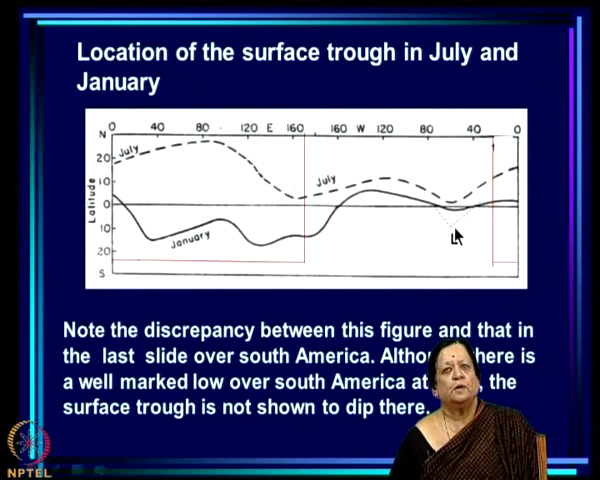 Location of the surface trough in July and
January
0 40 80 120 E 160 160 W 120 80 40 0
N
20
10
0
10
20
S
Latitude
July
July
January
Note the discrepancy between this figure and that in
the last slide over south America. Although there is
a well marked low over south America at the
surface trough is not shown to dip there.
NPTEL